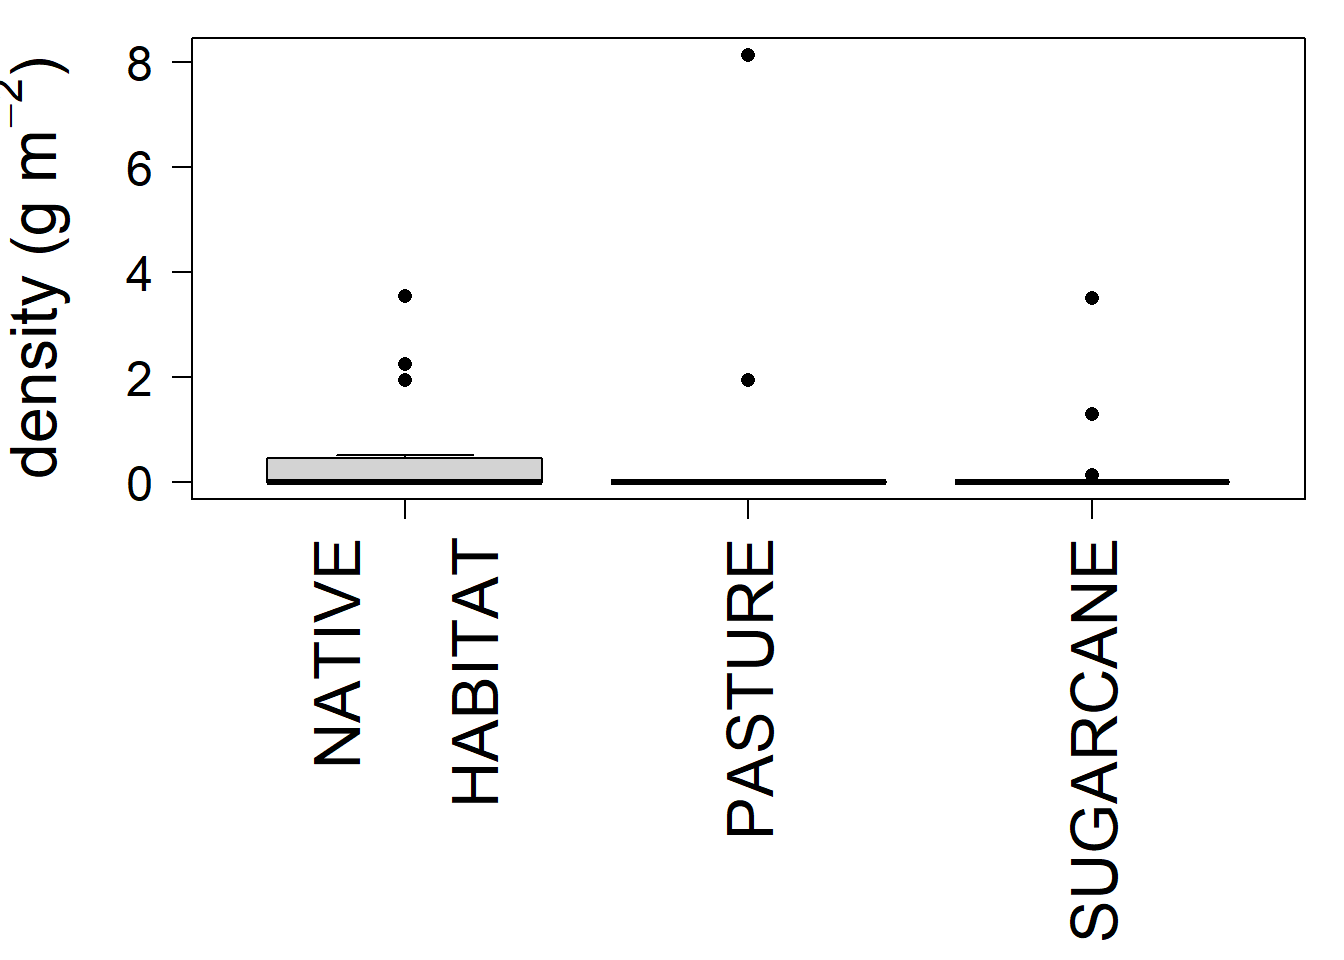 density (g m⁻²)
8
6
4
2
0
NATIVE
HABITAT
PASTURE
SUGARCANE